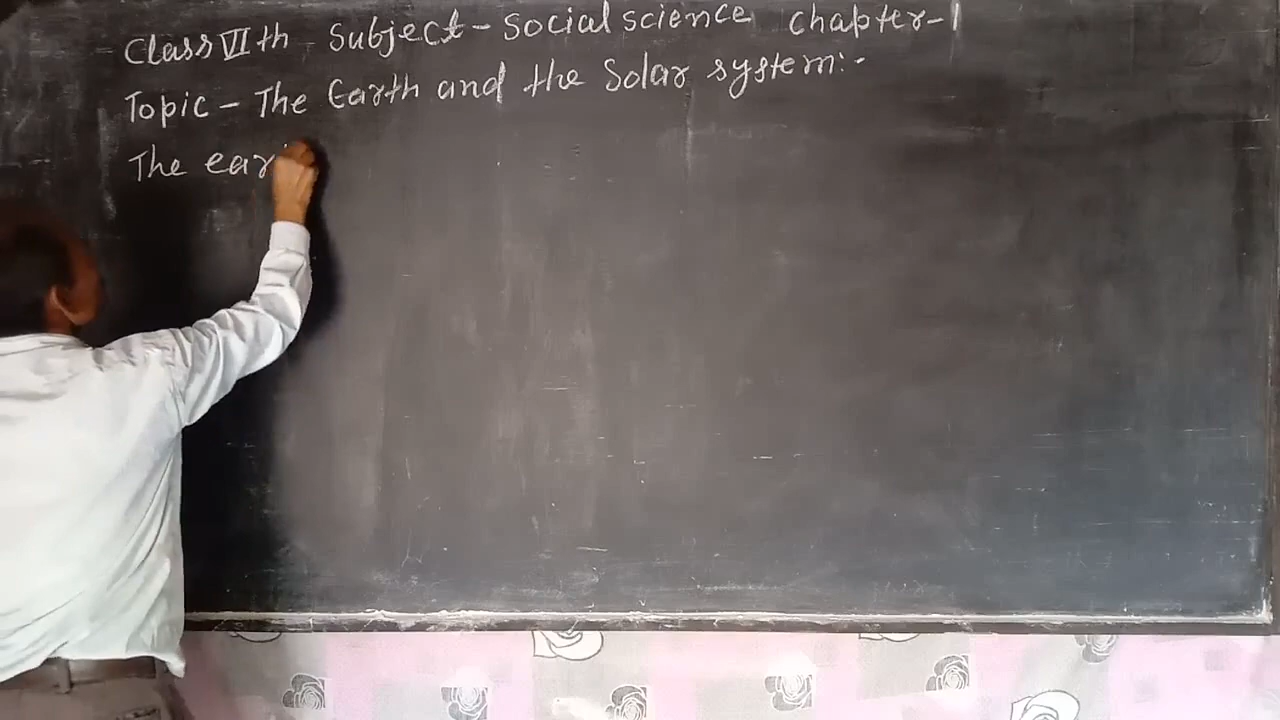 Class VI th Subject - Social science Chapter-1
Topic - The Earth and the Solar system:-
The ear